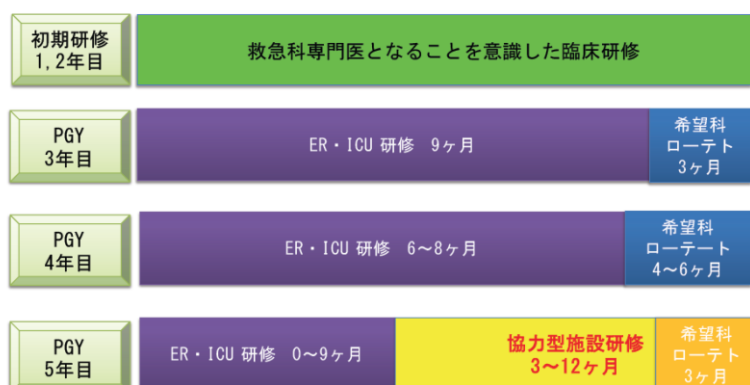 初期研修
1,2年目
救急科専門医となることを意識した臨床研修
PGY
3年目
ER・ICU 研修 9ヶ月
希望科
ローテト
3ヶ月
PGY
4年目
ER・ICU 研修 6～8ヶ月
希望科
ローテート
4～6ヶ月
PGY
5年目
ER・ICU 研修 0～9ヶ月
協力型施設研修
3～12ヶ月
希望科
ローテト
3ヶ月